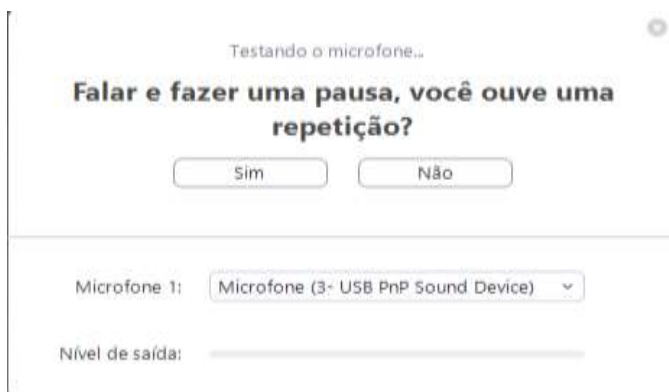 Testando o microfone...
Falar e fazer uma pausa, você ouve uma
repetição?
Sim Não
Microfone 1: Microfone (3- USB PnP Sound Device)
Nível de saída: